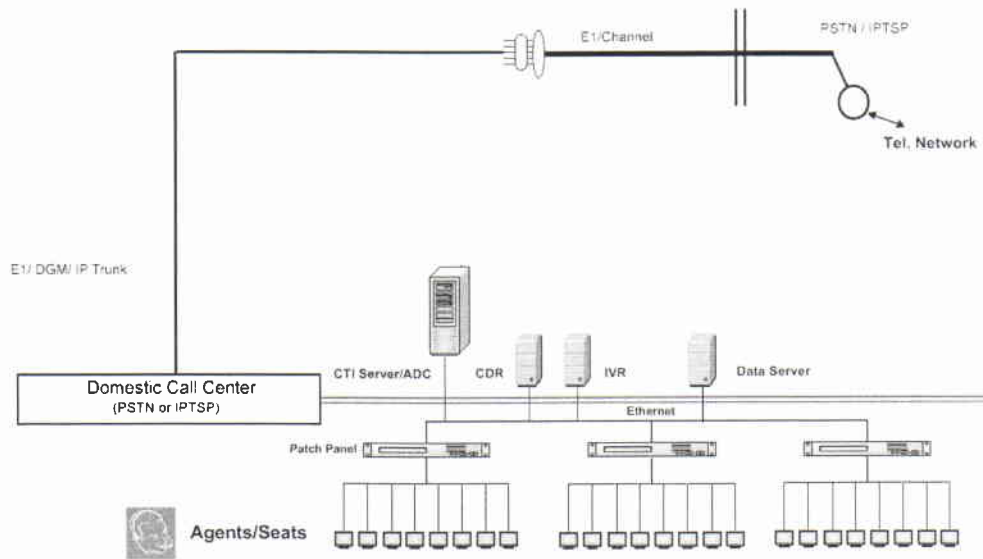 PSTN / IPTSP
E1/Channel
Tel. Network
E1/ DGM/ IP Trunk
CTI Server/ADC
CDR
IVR
Data Server
Domestic Call Center
(PSTN or IPTSP)
Ethernet
Patch Panel
Agents/Seats